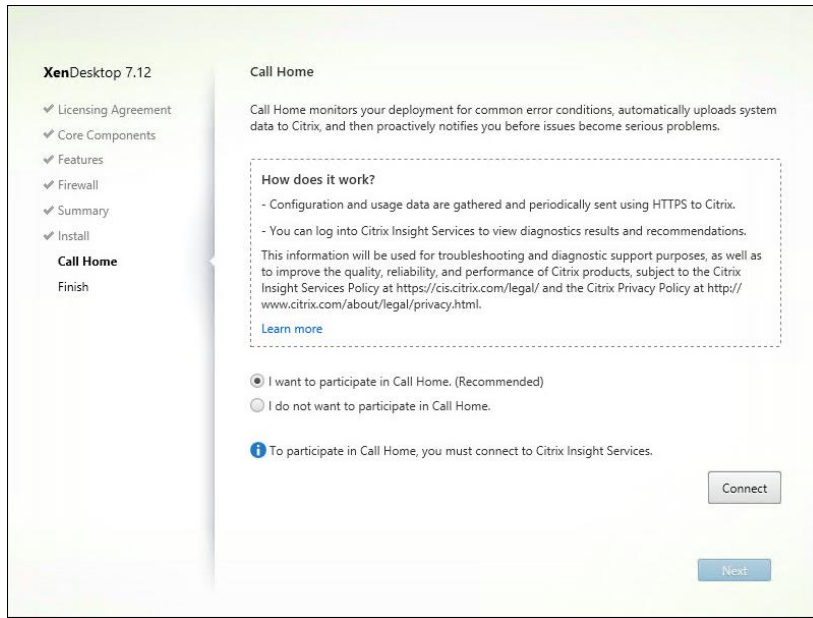 XenDesktop 7.12
Licensing Agreement
Core Components
Features
Firewall
Summary
Install
Call Home
Finish
Call Home
Call Home monitors your deployment for common error conditions, automatically uploads system
data to Citrix, and then proactively notifies you before issues become serious problems.
How does it work?
- Configuration and usage data are gathered and periodically sent using HTTPS to Citrix.
- You can log into Citrix Insight Services to view diagnostics results and recommendations.
This information will be used for troubleshooting and diagnostic support purposes, as well as
to improve the quality, reliability, and performance of Citrix products, subject to the Citrix
Insight Services Policy at https://cis.citrix.com/legal/ and the Citrix Privacy Policy at http://
www.citrix.com/about/legal/privacy.html.
Learn more
I want to participate in Call Home. (Recommended)
I do not want to participate in Call Home.
To participate in Call Home, you must connect to Citrix Insight Services.
Connect
Next